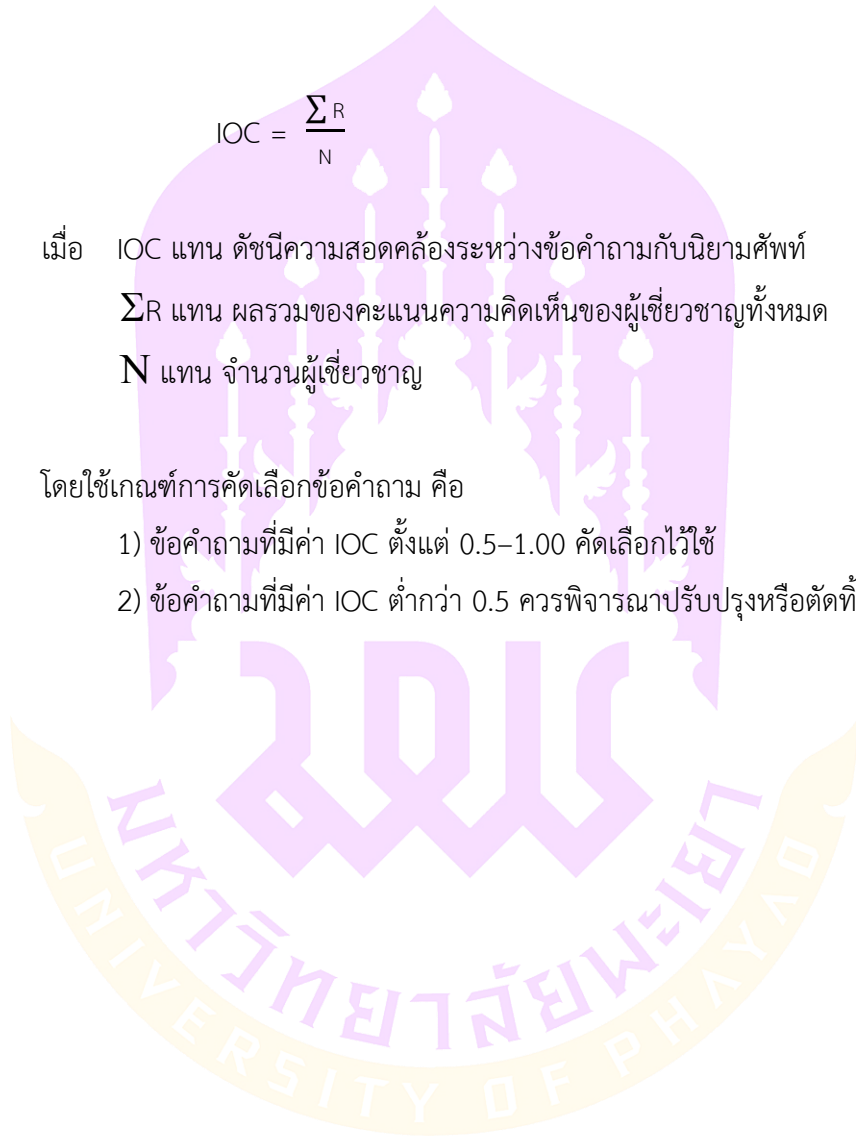 IOC = ΣR / N
เมื่อ IOC แทน ดัชนีความสอดคล้องระหว่างข้อคำถามกับนิยามศัพท์
ΣR แทน ผลรวมของคะแนนความคิดเห็นของผู้เชี่ยวชาญทั้งหมด
N แทน จำนวนผู้เชี่ยวชาญ
โดยใช้เกณฑ์การคัดเลือกข้อคำถาม คือ
1) ข้อคำถามที่มีค่า IOC ตั้งแต่ 0.5–1.00 คัดเลือกไว้ใช้
2) ข้อคำถามที่มีค่า IOC ต่ำกว่า 0.5 ควรพิจารณาปรับปรุงหรือตัดทิ้
มหาวิทยาลัยพะเยา
UNIVERSITY OF PHAYAO